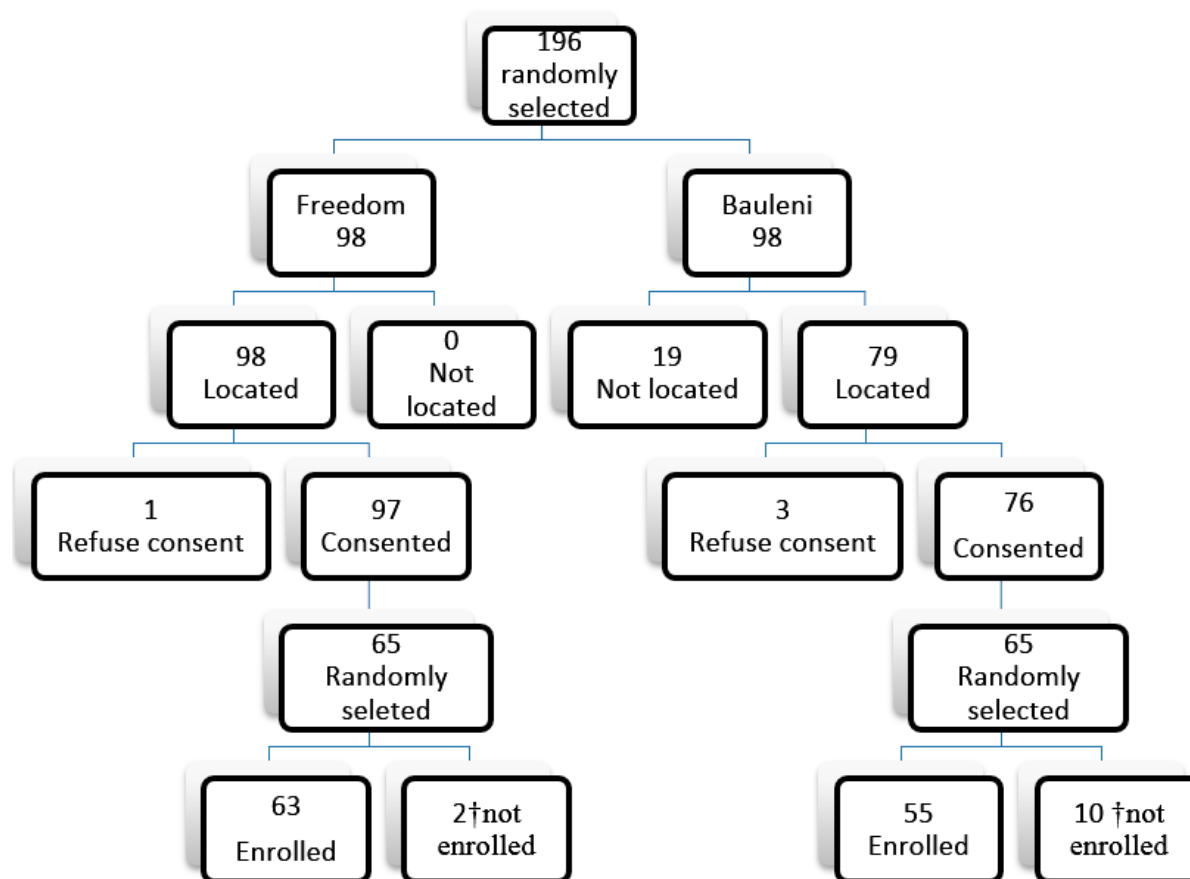 196
randomly
selected
Freedom
98
Bauleni
98
98
Located
0
Not
located
19
Not located
79
Located
1
Refuse consent
97
Consented
3
Refuse consent
76
Consented
65
Randomly
seleted
65
Randomly
selected
63
Enrolled
2†not
enrolled
55
Enrolled
10 †not
enrolled